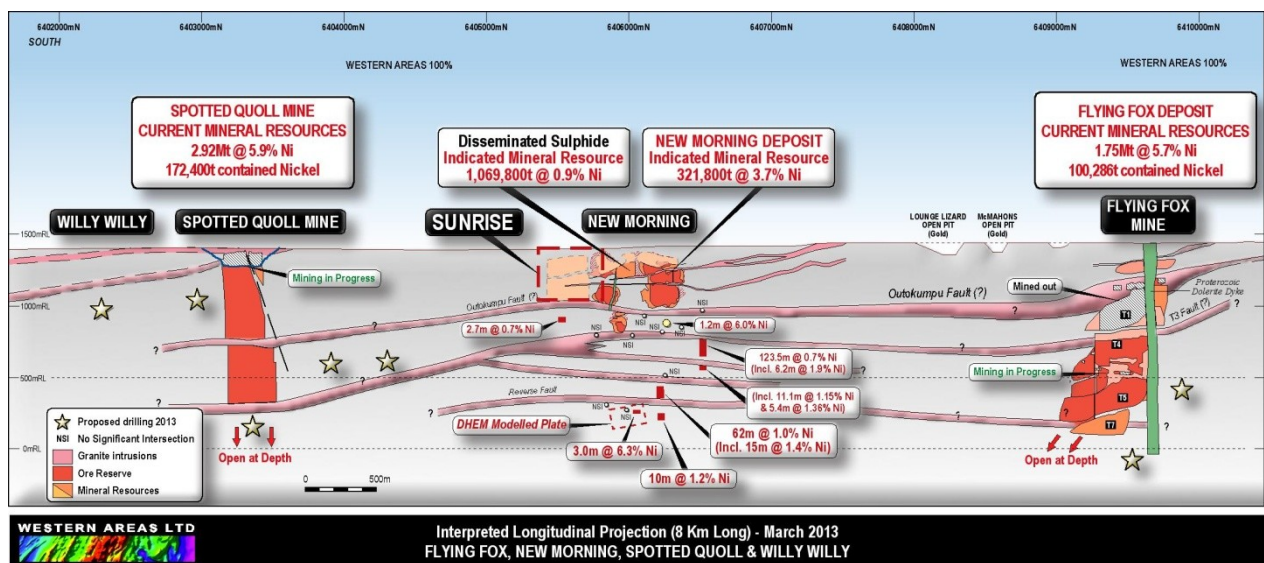 6402000mN
6403000mN
6404000mN
6405000mN
6406000mN
6407000mN
6408000mN
6409000mN
6410000mN
SOUTH
WESTERN AREAS 100%
WESTERN AREAS 100%
SPOTTED QUOLL MINE
CURRENT MINERAL RESOURCES
2.92Mt @ 5.9% Ni
172,400t contained Nickel
Disseminated Sulphide
Indicated Mineral Resource
1,069,800t @ 0.9% Ni
NEW MORNING DEPOSIT
Indicated Mineral Resource
321,800t @ 3.7% Ni
FLYING FOX DEPOSIT
CURRENT MINERAL RESOURCES
1.75Mt @ 5.7% Ni
100,286t contained Nickel
WILLY WILLY
SPOTTED QUOLL MINE
SUNRISE
NEW MORNING
LOUNGE LIZARD
OPEN PIT
(Gold)
McMAHONS
OPEN PIT
(Gold)
FLYING FOX
MINE
1500mRL
Mining in Progress
1000mRL
Outokumpu Fault (?)
Outokumpu Fault (?)
Mined out
Proterozoic
Dolerite Dyke
T3 Fault (?)
T1
NSI
NSI
NSI
NSI
NSI
NSI
2.7m @ 0.7% Ni
1.2m @ 6.0% Ni
?
?
?
?
?
T4
123.5m @ 0.7% Ni
(Incl. 6.2m @ 1.9% Ni)
?
Mining in Progress
500mRL
NSI
Reverse Fault
(Incl. 11.1m @ 1.15% Ni
& 5.4m @ 1.36% Ni)
T5
?
?
?
NSI
NSI
DHEM Modelled Plate
62m @ 1.0% Ni
(Incl. 15m @ 1.4% Ni)
T7
3.0m @ 6.3% Ni
10m @ 1.2% Ni
Open at Depth
Open at Depth
0mRL
Proposed drilling 2013
NSI No Significant Intersection
Granite intrusions
Ore Reserve
Mineral Resources
0
500m
WESTERN AREAS LTD
Interpreted Longitudinal Projection (8 Km Long) - March 2013
FLYING FOX, NEW MORNING, SPOTTED QUOLL & WILLY WILLY